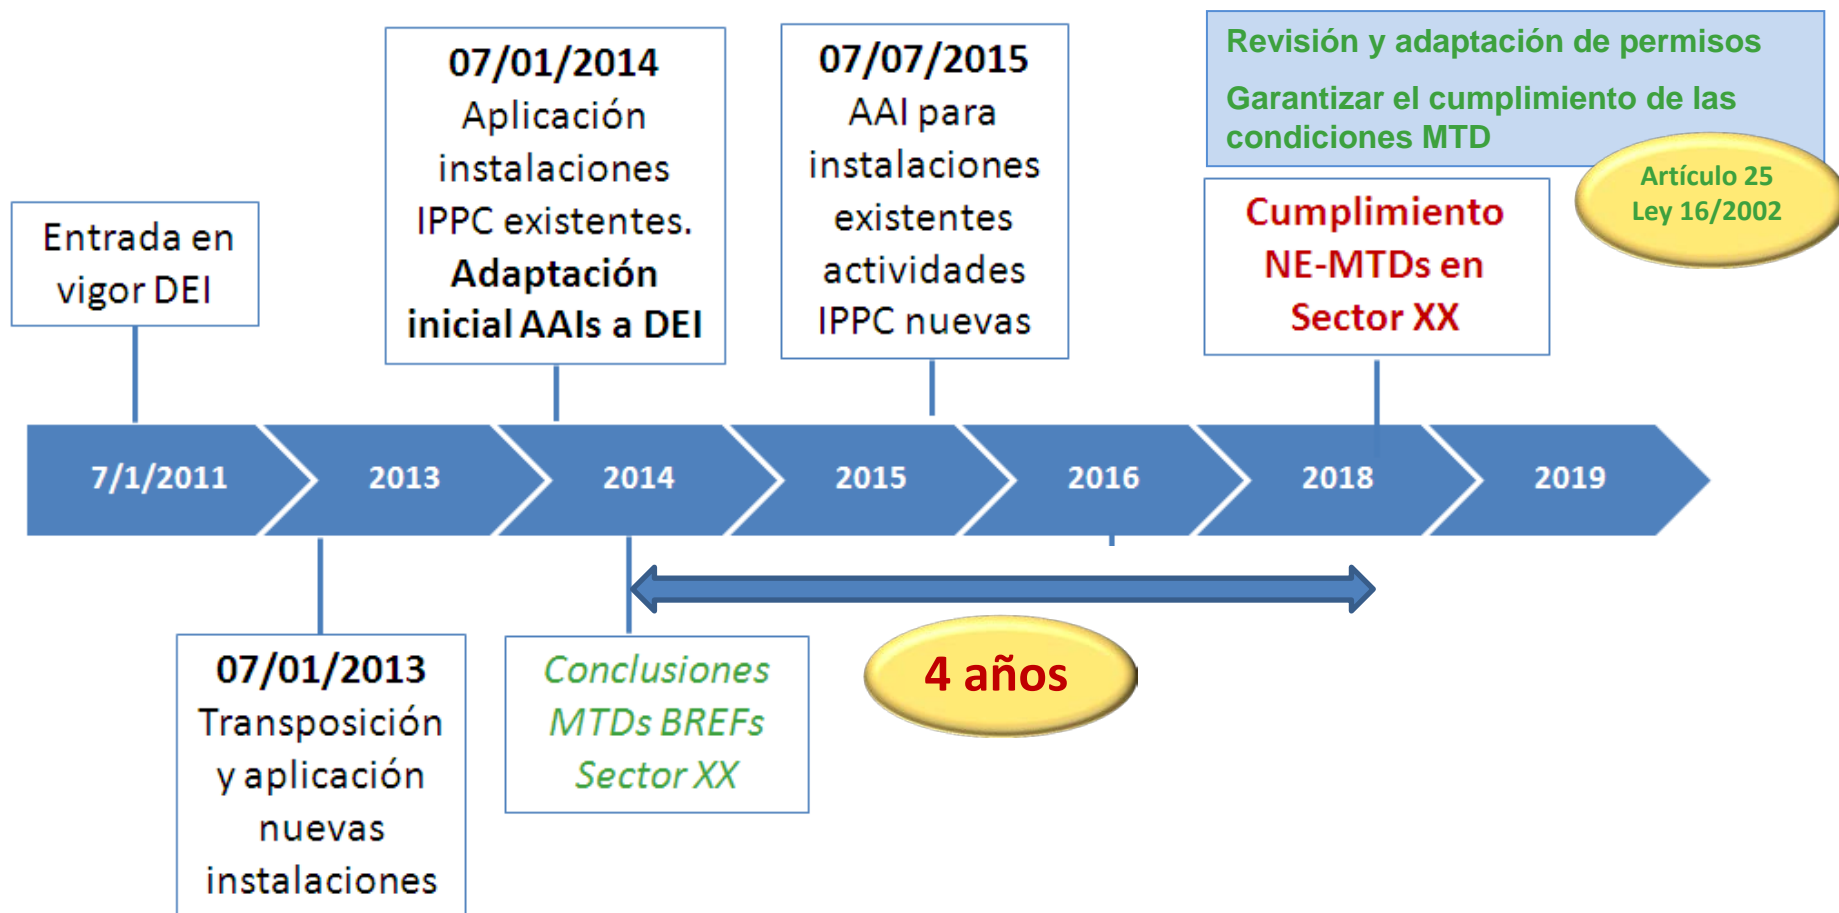 Entrada en
vigor DEI
07/01/2014
Aplicación
instalaciones
IPPC existentes.
Adaptación
inicial AAIs a DEI
07/07/2015
AAI para
instalaciones
existentes
actividades
IPPC nuevas
Revisión y adaptación de permisos
Garantizar el cumplimiento de las
condiciones MTD
Artículo 25
Ley 16/2002
Cumplimiento
NE-MTDs en
Sector XX
7/1/2011
2013
2014
2015
2016
2018
2019
07/01/2013
Transposición
y aplicación
nuevas
instalaciones
Conclusiones
MTDs BREFs
Sector XX
4 años